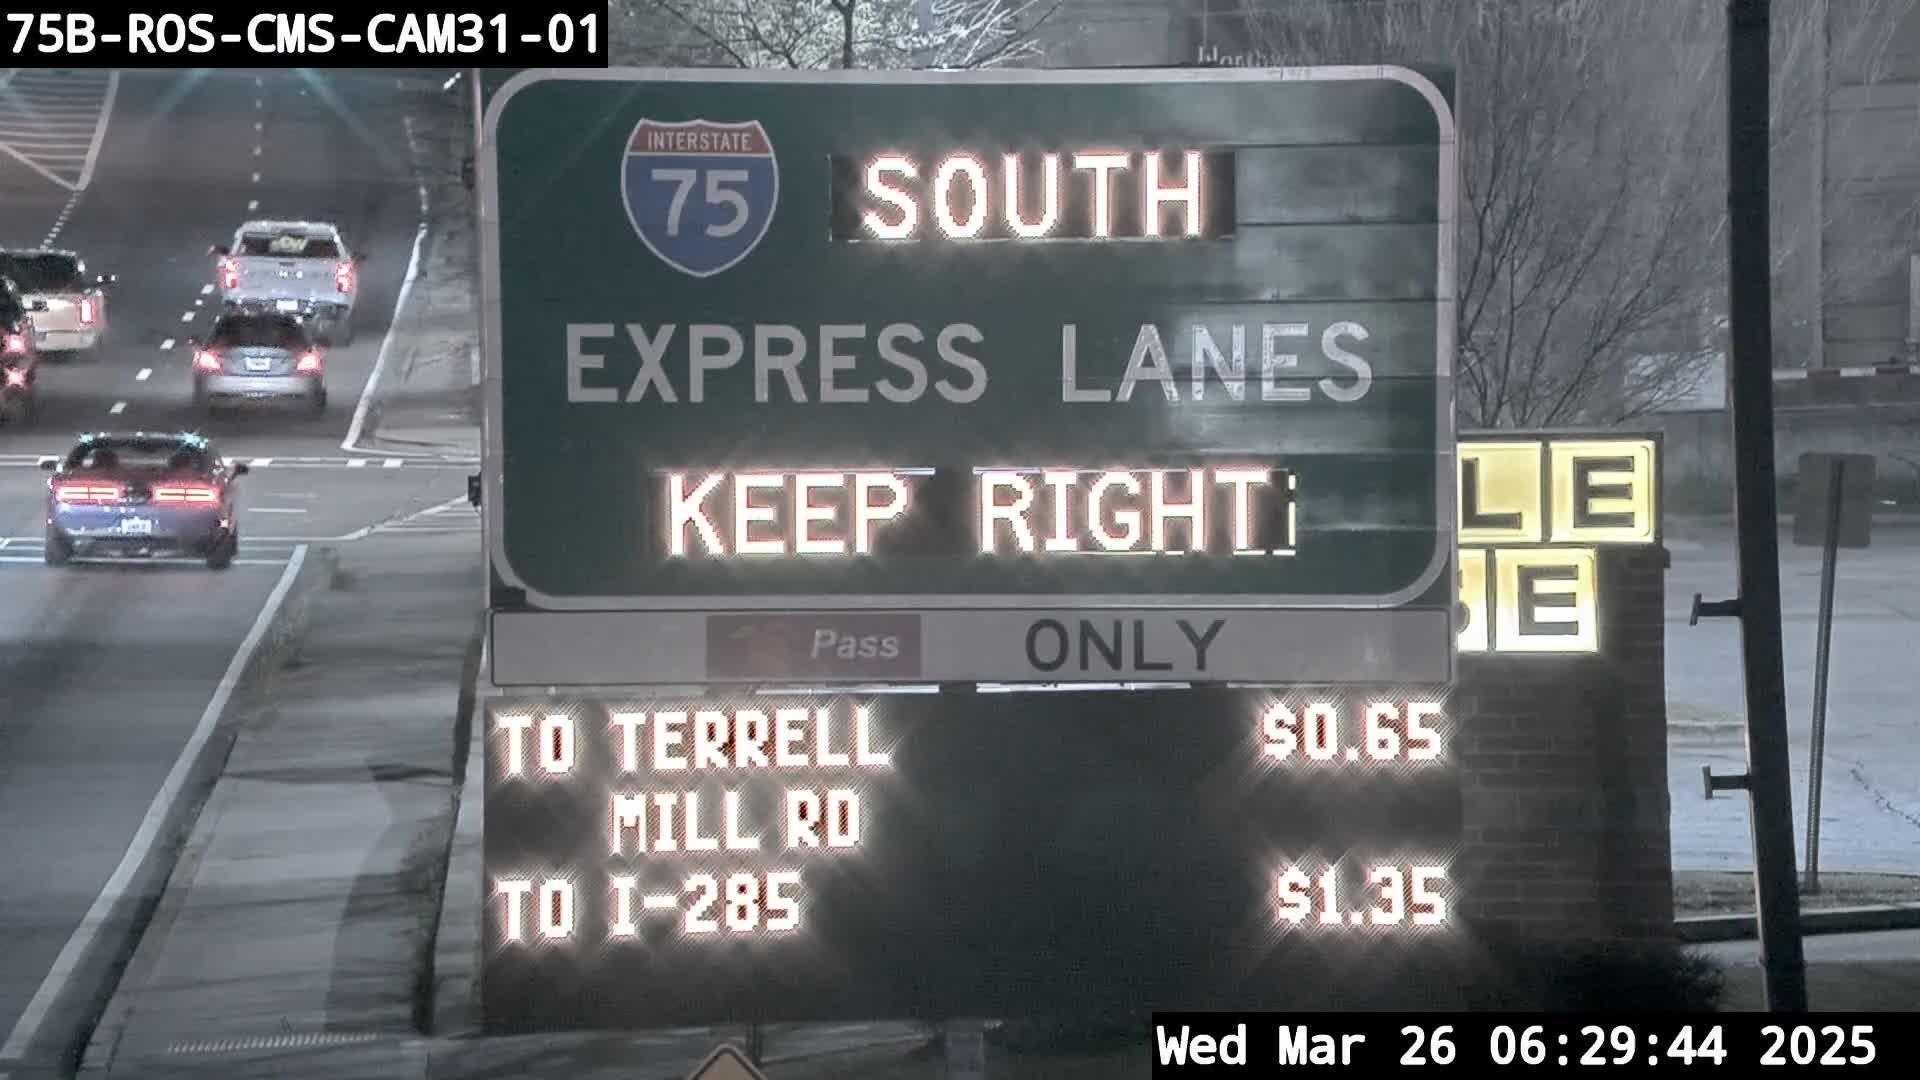 75B-ROS-CMS-CAM31-01
INTERSTATE
75
SOUTH
EXPRESS LANES
KEEP RIGHT
Pass ONLY
TO TERRELL $0.65
MILL RD
TO I-285 $1.35
LE
E
Wed Mar 26 06:29:44 2025